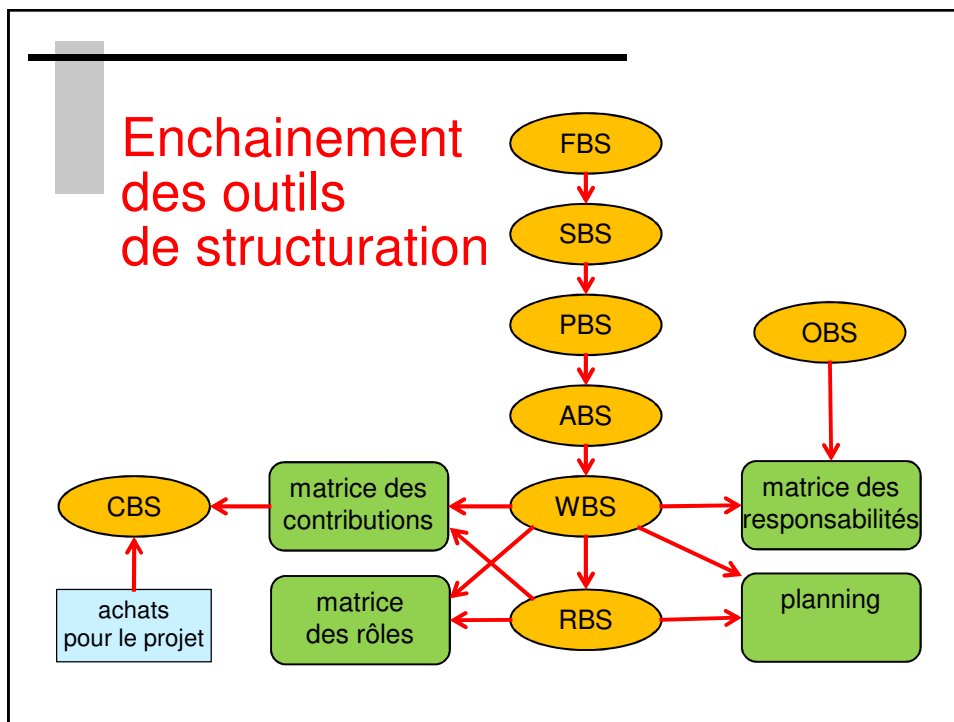 Enchainement
des outils
de structuration
FBS
SBS
PBS
OBS
ABS
CBS
matrice des
contributions
WBS
matrice des
responsabilités
achats
pour le projet
matrice
des rôles
RBS
planning